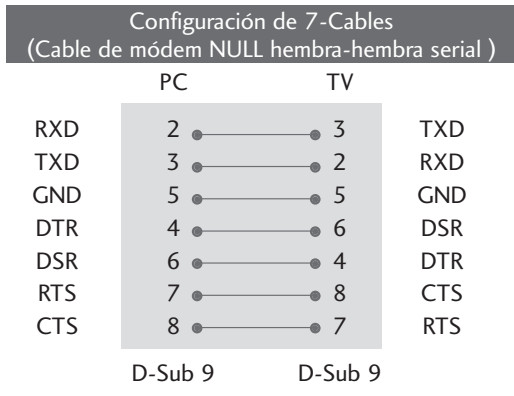 Configuración de 7-Cables
(Cable de módem NULL hembra-hembra serial )
PC TV
RXD 2 3 TXD
TXD 3 2 RXD
GND 5 5 GND
DTR 4 6 DSR
DSR 6 4 DTR
RTS 7 8 CTS
CTS 8 7 RTS
D-Sub 9 D-Sub 9